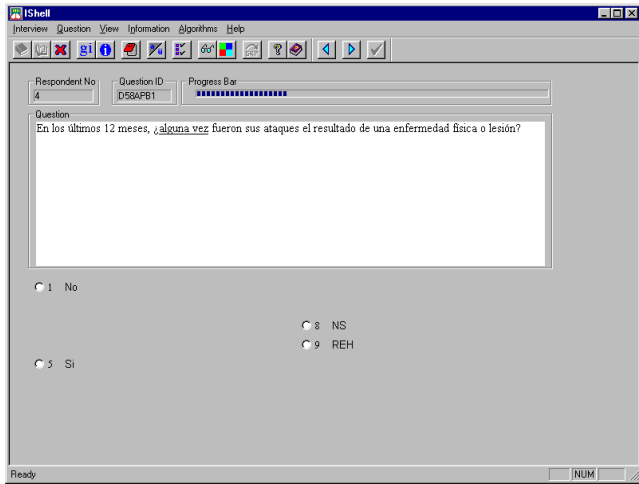 IShell
Interview Question View Information Algorithms Help
gi
Respondent No
Question ID
Progress Bar
4
D58APB1
Question
En los últimos 12 meses, ¿alguna vez fueron sus ataques el resultado de una enfermedad física o lesión?
1 No
8 NS
9 REH
5 Si
Ready
NUM